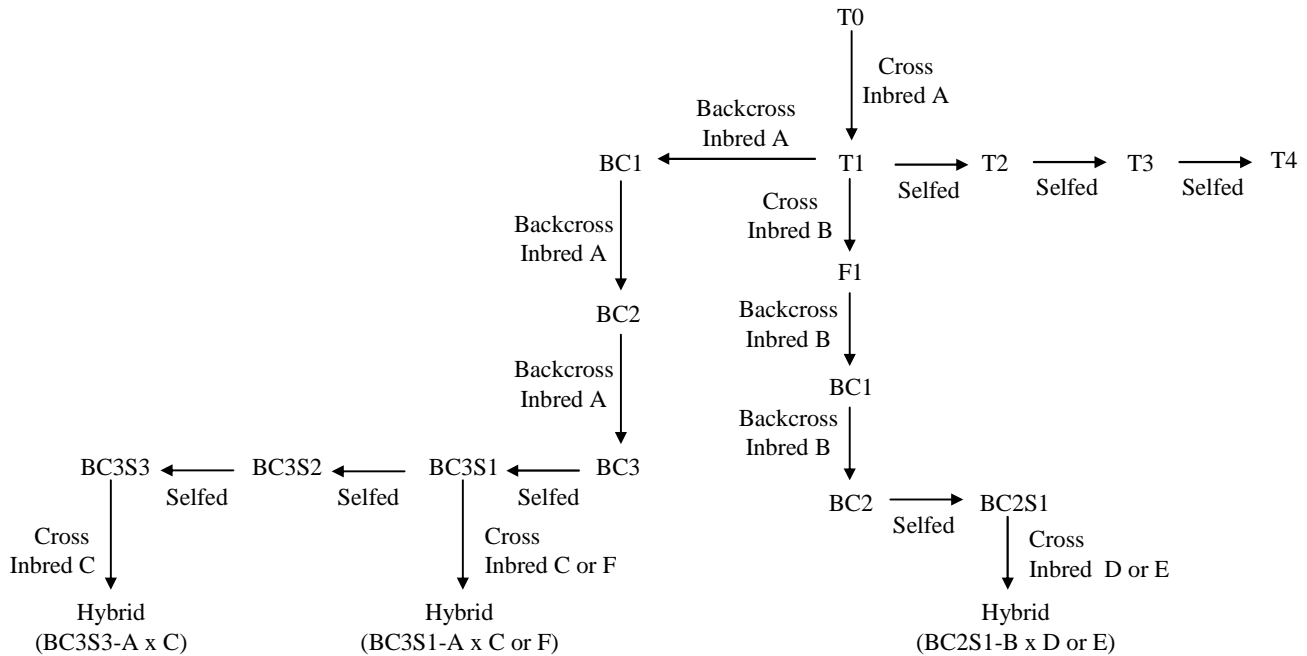 T0
Cross
Inbred A
Backcross
Inbred A
BC1
T1
T2
T3
T4
Selfed
Selfed
Selfed
Cross
Inbred B
Backcross
Inbred A
F1
BC2
Backcross
Inbred B
Backcross
Inbred A
BC1
Backcross
Inbred B
BC3S3
BC3S2
BC3S1
BC3
Selfed
Selfed
Selfed
BC2
BC2S1
Selfed
Cross
Inbred C
Cross
Inbred C or F
Cross
Inbred D or E
Hybrid
(BC3S3-A x C)
Hybrid
(BC3S1-A x C or F)
Hybrid
(BC2S1-B x D or E)